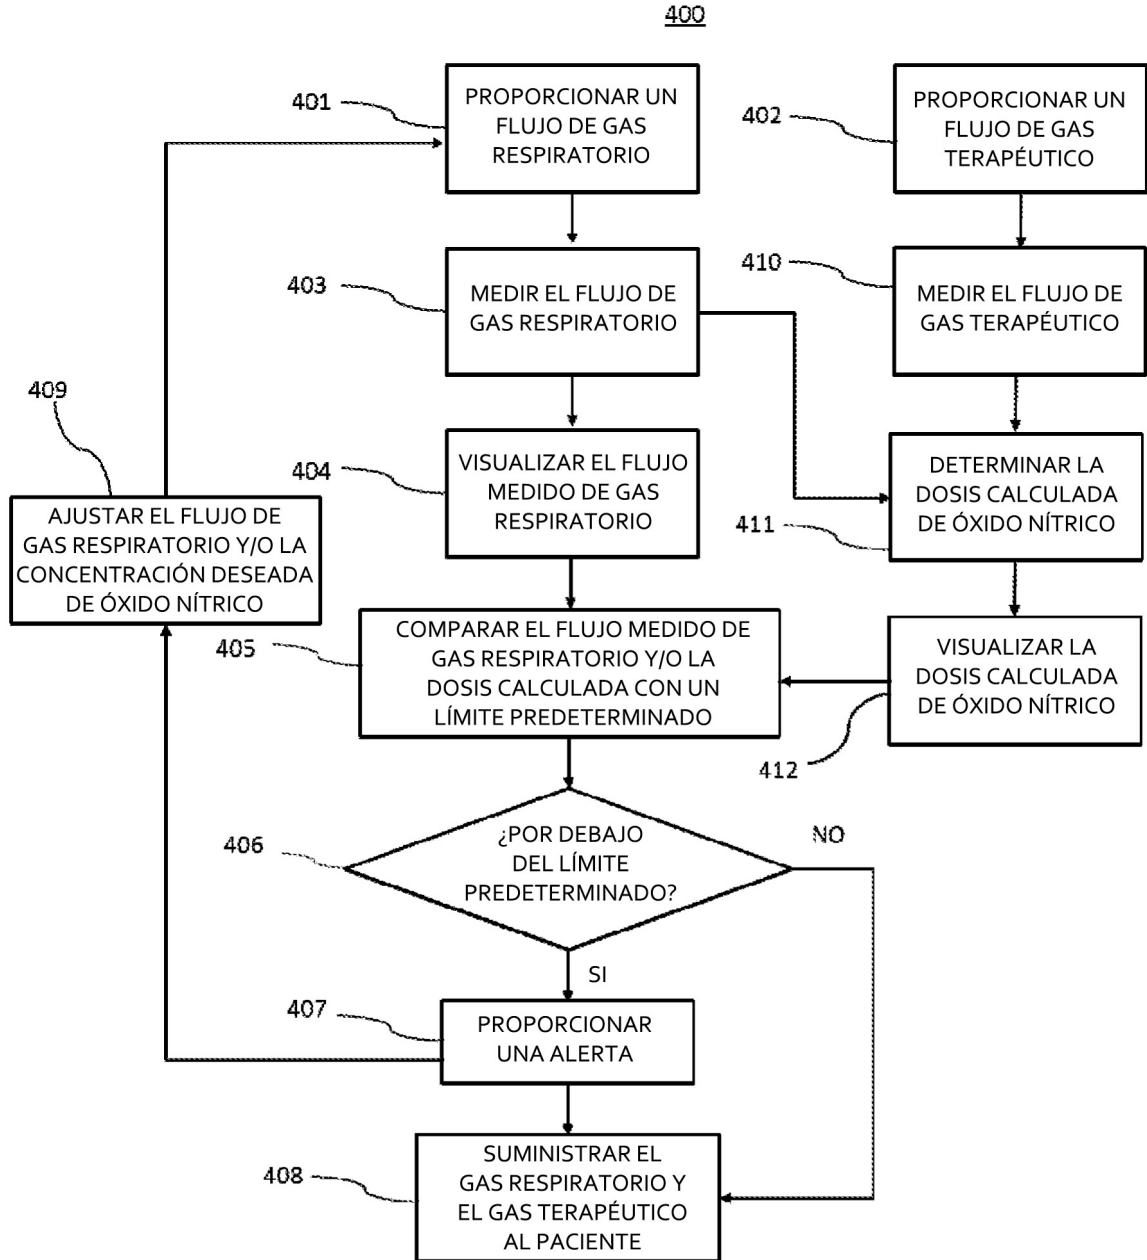 400
401
PROPORCIONAR UN
FLUJO DE GAS
RESPIRATORIO
402
PROPORCIONAR UN
FLUJO DE GAS
TERAPÉUTICO
403
MEDIR EL FLUJO DE
GAS RESPIRATORIO
410
MEDIR EL FLUJO DE
GAS TERAPÉUTICO
409
AJUSTAR EL FLUJO DE
GAS RESPIRATORIO Y/O LA
CONCENTRACIÓN DESEADA
DE ÓXIDO NÍTRICO
404
VISUALIZAR EL FLUJO
MEDIDO DE GAS
RESPIRATORIO
411
DETERMINAR LA
DOSIS CALCULADA
DE ÓXIDO NÍTRICO
405
COMPARAR EL FLUJO MEDIDO DE
GAS RESPIRATORIO Y/O LA
DOSIS CALCULADA CON UN
LÍMITE PREDETERMINADO
VISUALIZAR LA
DOSIS CALCULADA
DE ÓXIDO NÍTRICO
412
406
¿POR DEBAJO
DEL LÍMITE
PREDETERMINADO?
NO
SI
407
PROPORCIONAR
UNA ALERTA
408
SUMINISTRAR EL
GAS RESPIRATORIO Y
EL GAS TERAPÉUTICO
AL PACIENTE